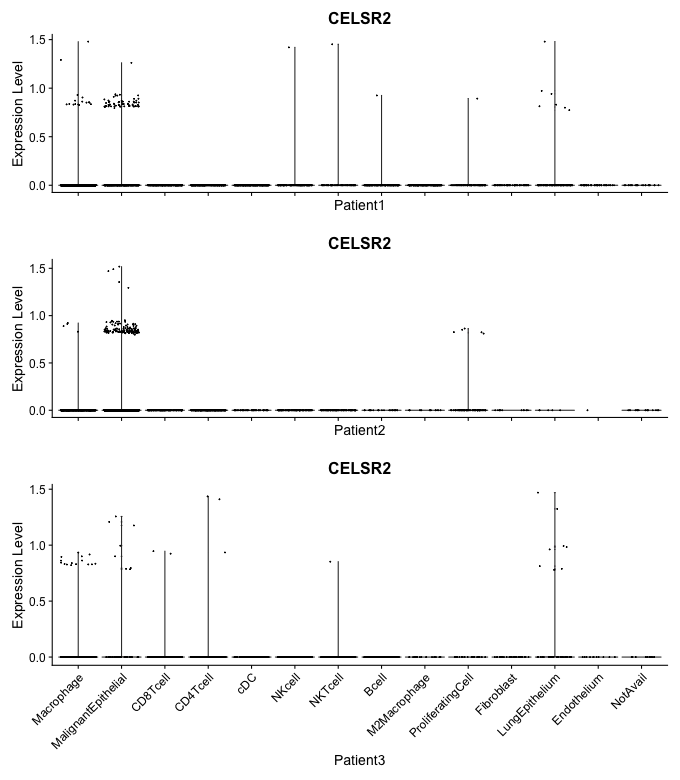 CELSR2
Expression Level
1.5
1.0
0.5
0.0
Patient1
CELSR2
Expression Level
1.5
1.0
0.5
0.0
Patient2
CELSR2
Expression Level
1.5
1.0
0.5
0.0
Macrophage
MalignantEpithelial
CD8Tcell
CD4Tcell
cDC
NKcell
NKTcell
Bcell
M2Macrophage
ProliferatingCell
Fibroblast
LungEpithelium
Endothelium
NotAvail
Patient3